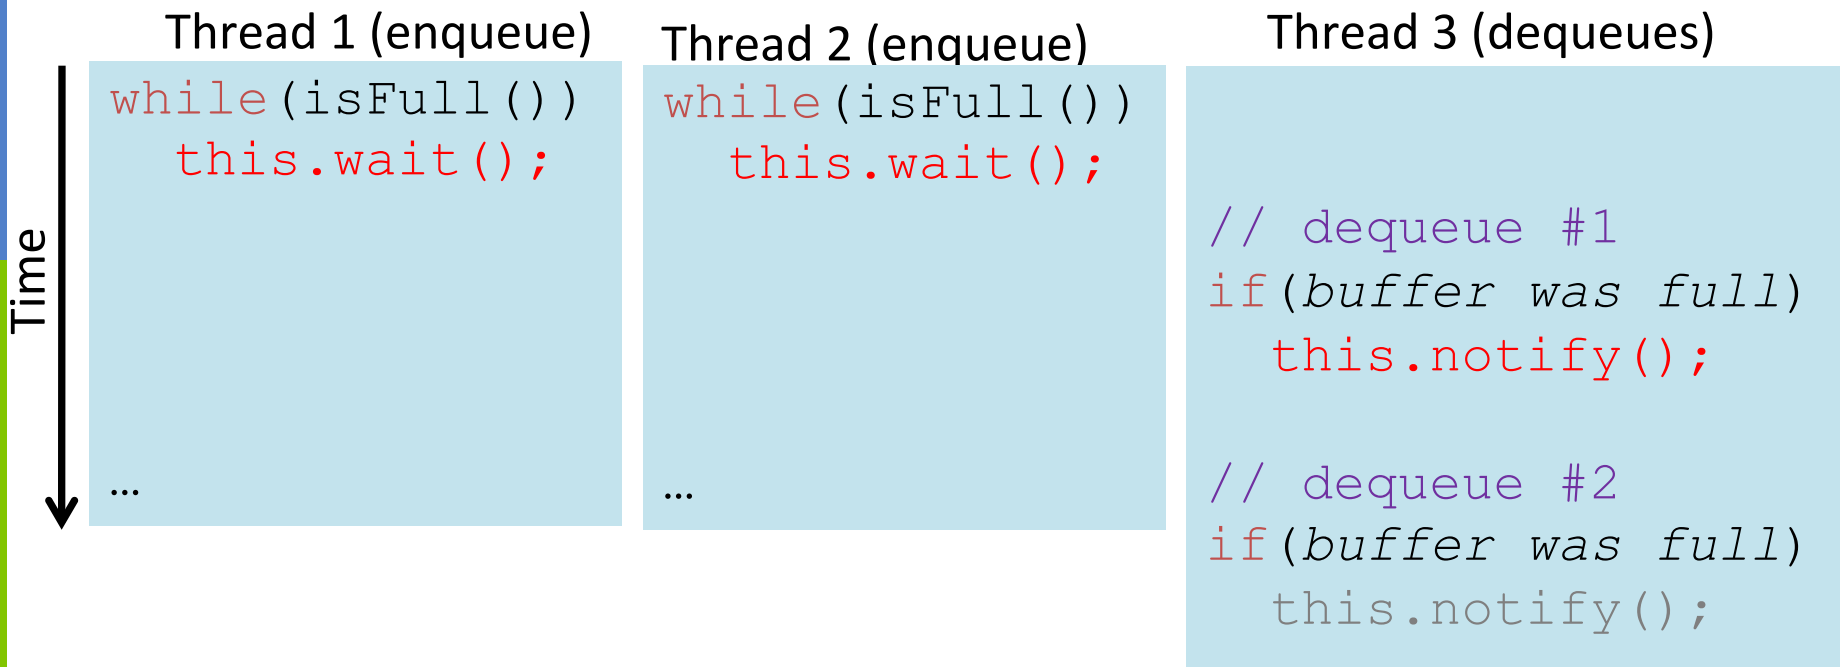 Time
Thread 1 (enqueue)
while(isFull())
this.wait();
…
Thread 2 (enqueue)
while(isFull())
this.wait();
…
Thread 3 (dequeues)
// dequeue #1
if(buffer was full)
this.notify();
// dequeue #2
if(buffer was full)
this.notify();